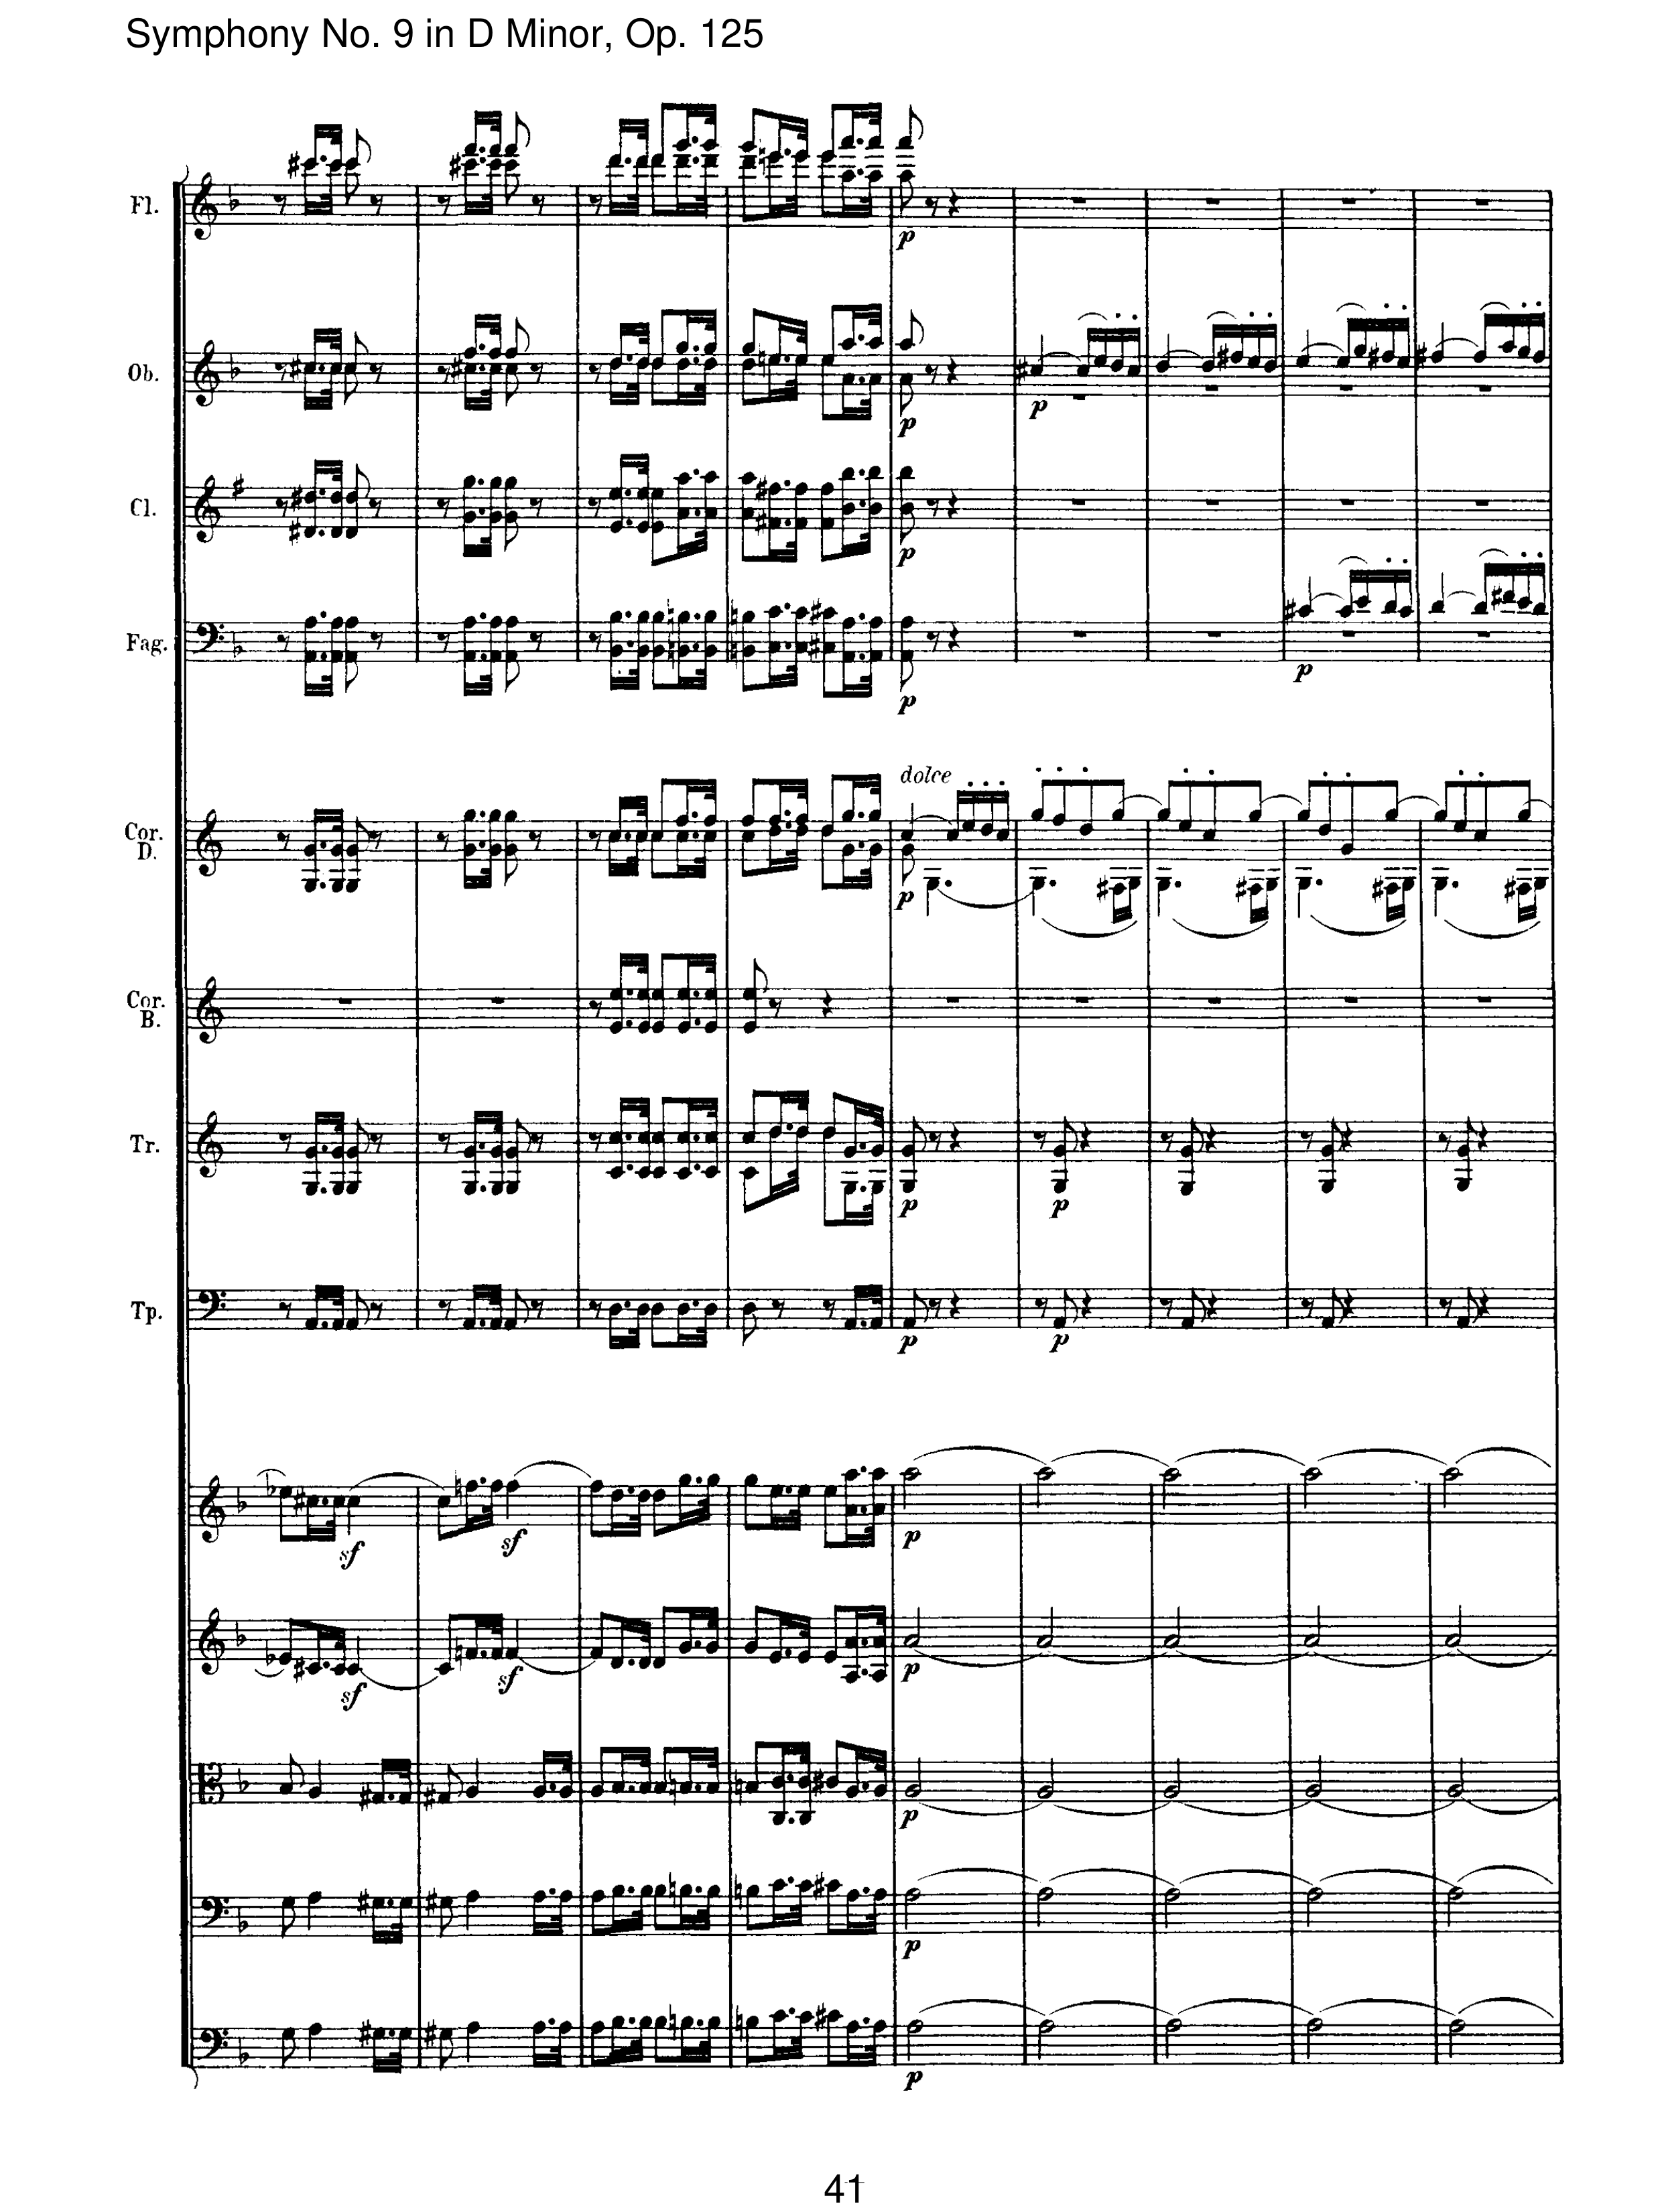 Symphony No. 9 in D Minor, Op. 125
Fl.
p
Ob.
p
p
Cl.
p
Fag.
p
p
dolce
Cor.
D.
p
Cor.
B.
Tr.
p
p
Tp.
p
p
sf
sf
p
sf
sf
p
p
p
p
41